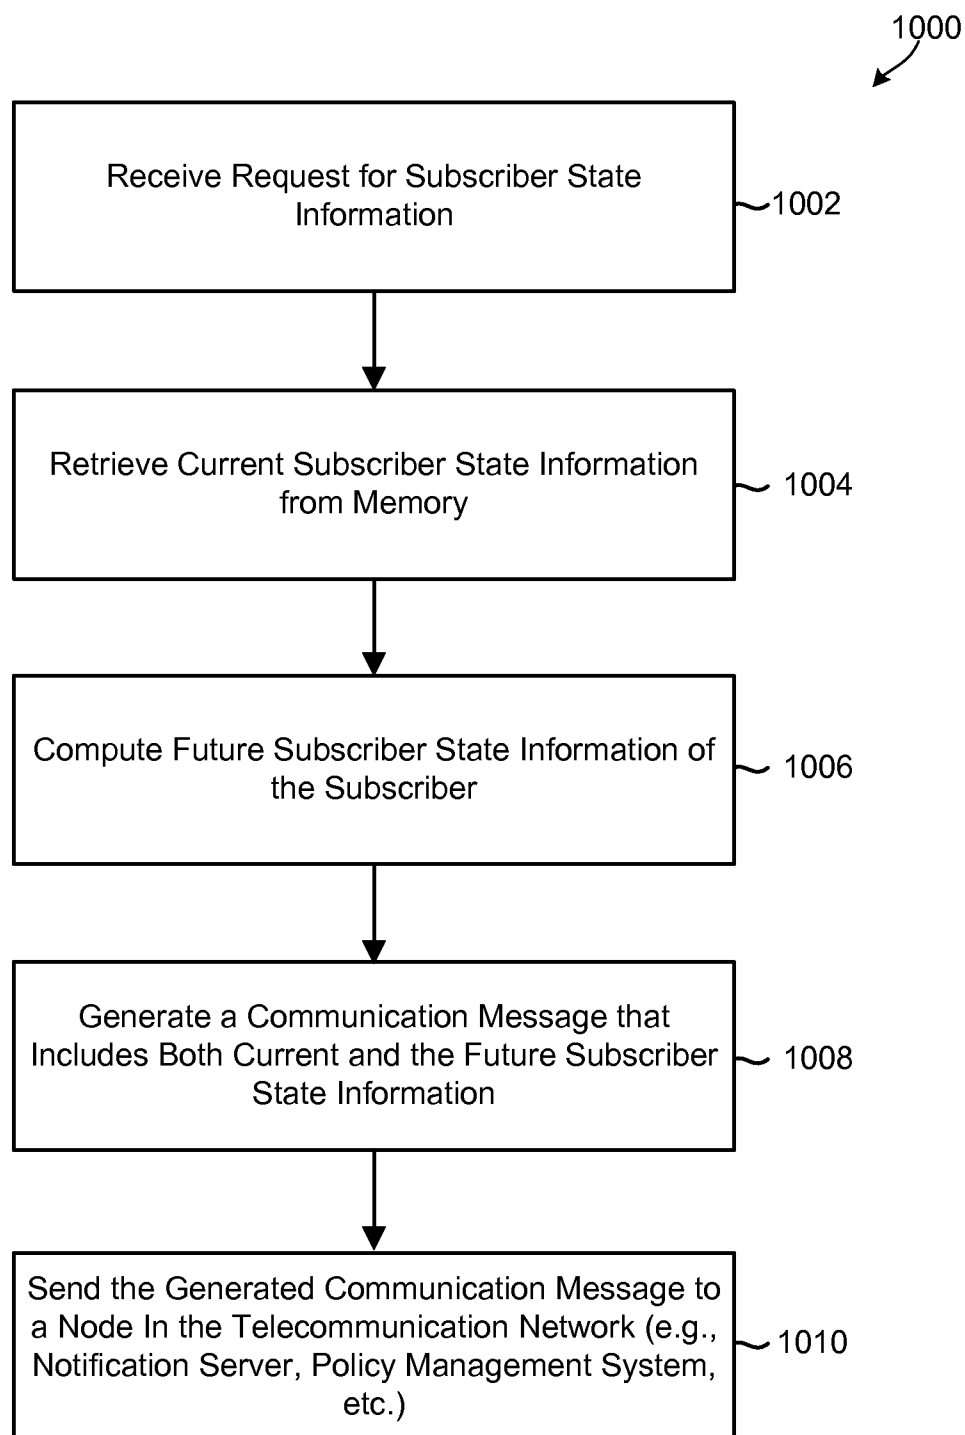 1000
Receive Request for Subscriber State
Information
1002
Retrieve Current Subscriber State Information
from Memory
1004
Compute Future Subscriber State Information of
the Subscriber
1006
Generate a Communication Message that
Includes Both Current and the Future Subscriber
State Information
1008
Send the Generated Communication Message to
a Node In the Telecommunication Network (e.g.,
Notification Server, Policy Management System,
etc.)
1010